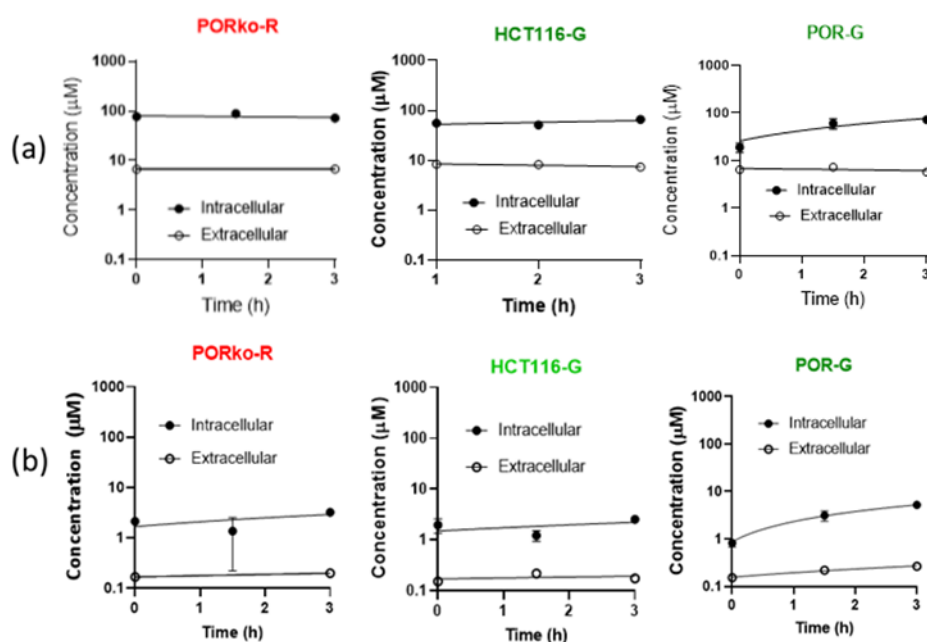 PORko-R
HCT116-G
POR-G
(a)
Concentration (μM)
1000
100
10
1
0.1
Intracellular
Extracellular
0 1 2 3
Time (h)
Concentration (μM)
1000
100
10
1
0.1
Intracellular
Extracellular
1 2 3
Time (h)
Concentration (μM)
1000
100
10
1
0.1
Intracellular
Extracellular
0 1 2 3
Time (h)
PORko-R
HCT116-G
POR-G
(b)
Concentration (μM)
1000
100
10
1
0.1
Intracellular
Extracellular
0 1 2 3
Time (h)
Concentration (μM)
1000
100
10
1
0.1
Intracellular
Extracellular
0 1 2 3
Time (h)
Concentration (μM)
1000
100
10
1
0.1
Intracellular
Extracellular
0 1 2 3
Time (h)